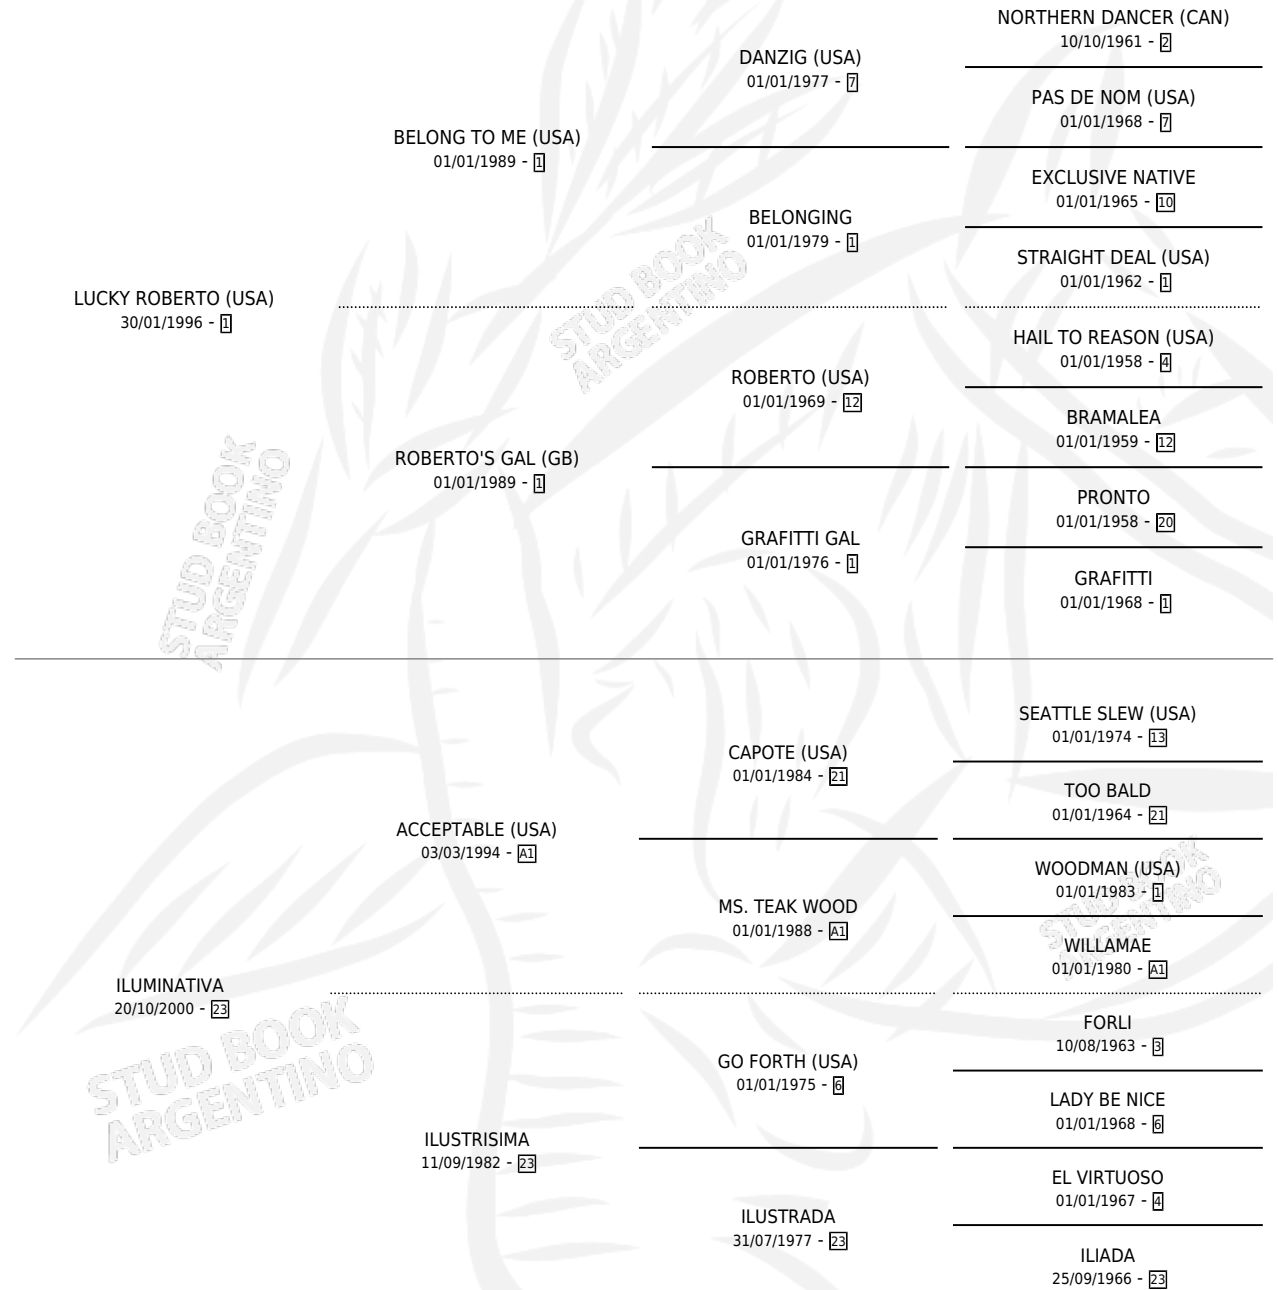 NORTHERN DANCER (CAN)
10/10/1961 - 2
DANZIG (USA)
01/01/1977 - 7
PAS DE NOM (USA)
01/01/1968 - 7
BELONG TO ME (USA)
01/01/1989 - 1
EXCLUSIVE NATIVE
01/01/1965 - 10
BELONGING
01/01/1979 - 1
STRAIGHT DEAL (USA)
01/01/1962 - 1
LUCKY ROBERTO (USA)
30/01/1996 - 1
HAIL TO REASON (USA)
01/01/1958 - 4
ROBERTO (USA)
01/01/1969 - 12
BRAMALEA
01/01/1959 - 12
ROBERTO'S GAL (GB)
01/01/1989 - 1
PRONTO
01/01/1958 - 20
GRAFITTI GAL
01/01/1976 - 1
GRAFITTI
01/01/1968 - 1
SEATTLE SLEW (USA)
01/01/1974 - 13
CAPOTE (USA)
01/01/1984 - 21
TOO BALD
01/01/1964 - 21
ACCEPTABLE (USA)
03/03/1994 - A1
WOODMAN (USA)
01/01/1983 - 1
MS. TEAK WOOD
01/01/1988 - A1
WILLAMAE
01/01/1980 - A1
ILUMINATIVA
20/10/2000 - 23
FORLI
10/08/1963 - 3
GO FORTH (USA)
01/01/1975 - 6
LADY BE NICE
01/01/1968 - 6
ILUSTRISIMA
11/09/1982 - 23
EL VIRTUOSO
01/01/1967 - 4
ILUSTRADA
31/07/1977 - 23
ILIADA
25/09/1966 - 23
STUD BOOK
ARGENTINO
STUD BOOK
ARGENTINO
STUD BOOK
ARGENTINO
STUD BOOK
ARGENTINO